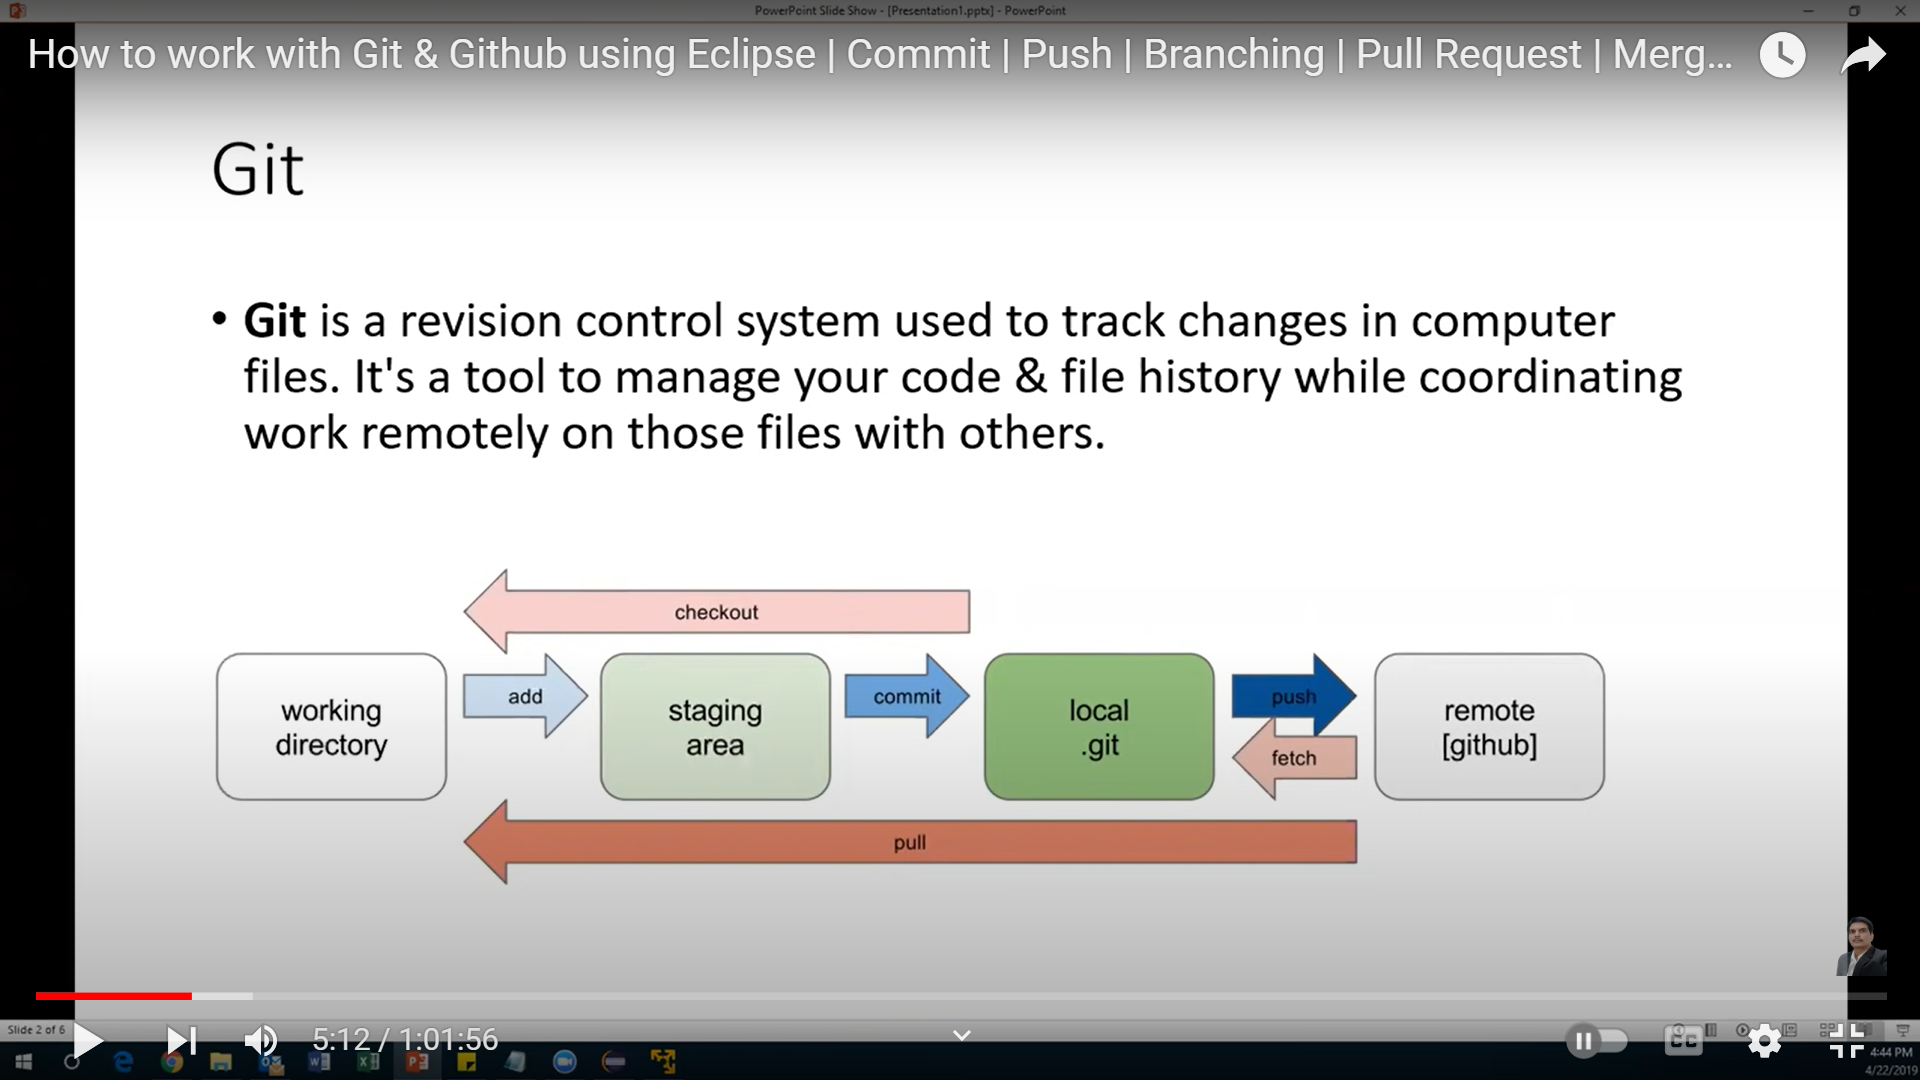 PowerPoint Slide Show - [Presentation1.pptx] - PowerPoint
How to work with Git & Github using Eclipse | Commit | Push | Branching | Pull Request | Merg...
Git
• Git is a revision control system used to track changes in computer
files. It's a tool to manage your code & file history while coordinating
work remotely on those files with others.
checkout
working
directory
add
staging
area
commit
local
.git
push
fetch
remote
[github]
pull
Slide 2 of 6
5:12 / 1:01:56
CC
4:44 PM
4/22/2019